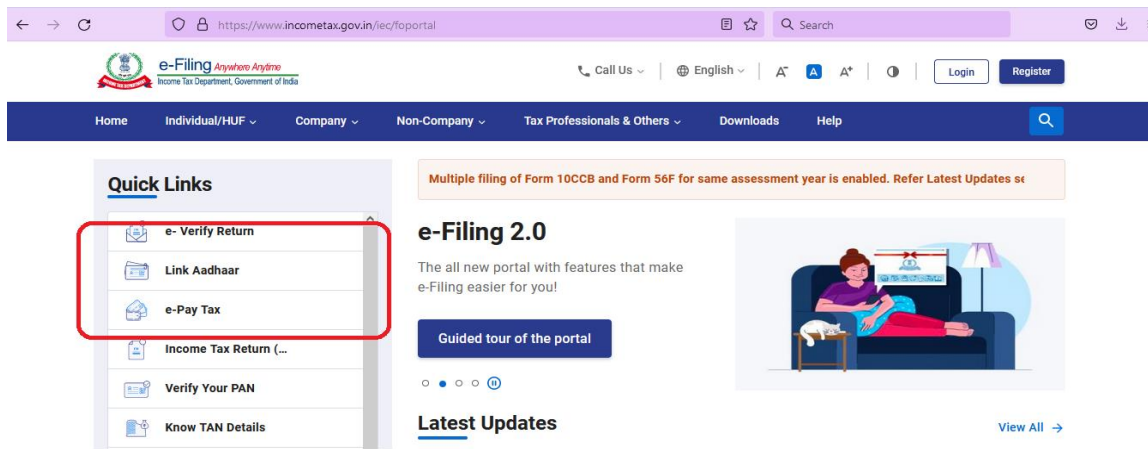 https://www.incometax.gov.in/iec/foportal
Search
e-Filing Anywhere Anytime
Income Tax Department, Government of India
Call Us
English
A-
A
A+
Login
Register
Home
Individual/HUF
Company
Non-Company
Tax Professionals & Others
Downloads
Help
Quick Links
e- Verify Return
Link Aadhaar
e-Pay Tax
Income Tax Return (...
Verify Your PAN
Know TAN Details
Multiple filing of Form 10CCB and Form 56F for same assessment year is enabled. Refer Latest Updates se
e-Filing 2.0
The all new portal with features that make
e-Filing easier for you!
Guided tour of the portal
Latest Updates
View All